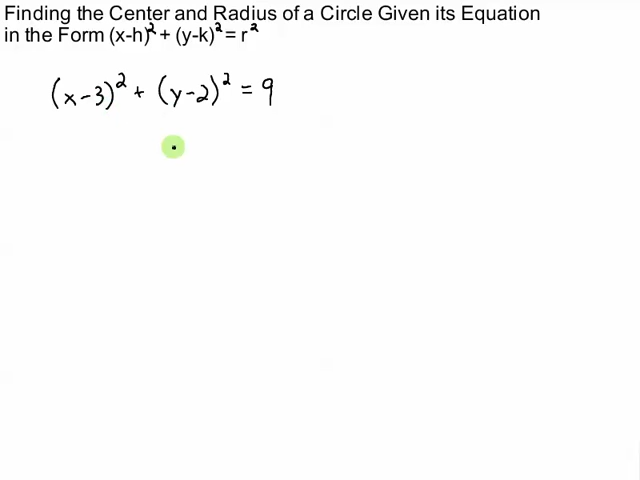 Finding the Center and Radius of a Circle Given its Equation
in the Form (x-h)² + (y-k)² = r²
(x-3)² + (y-2)² = 9